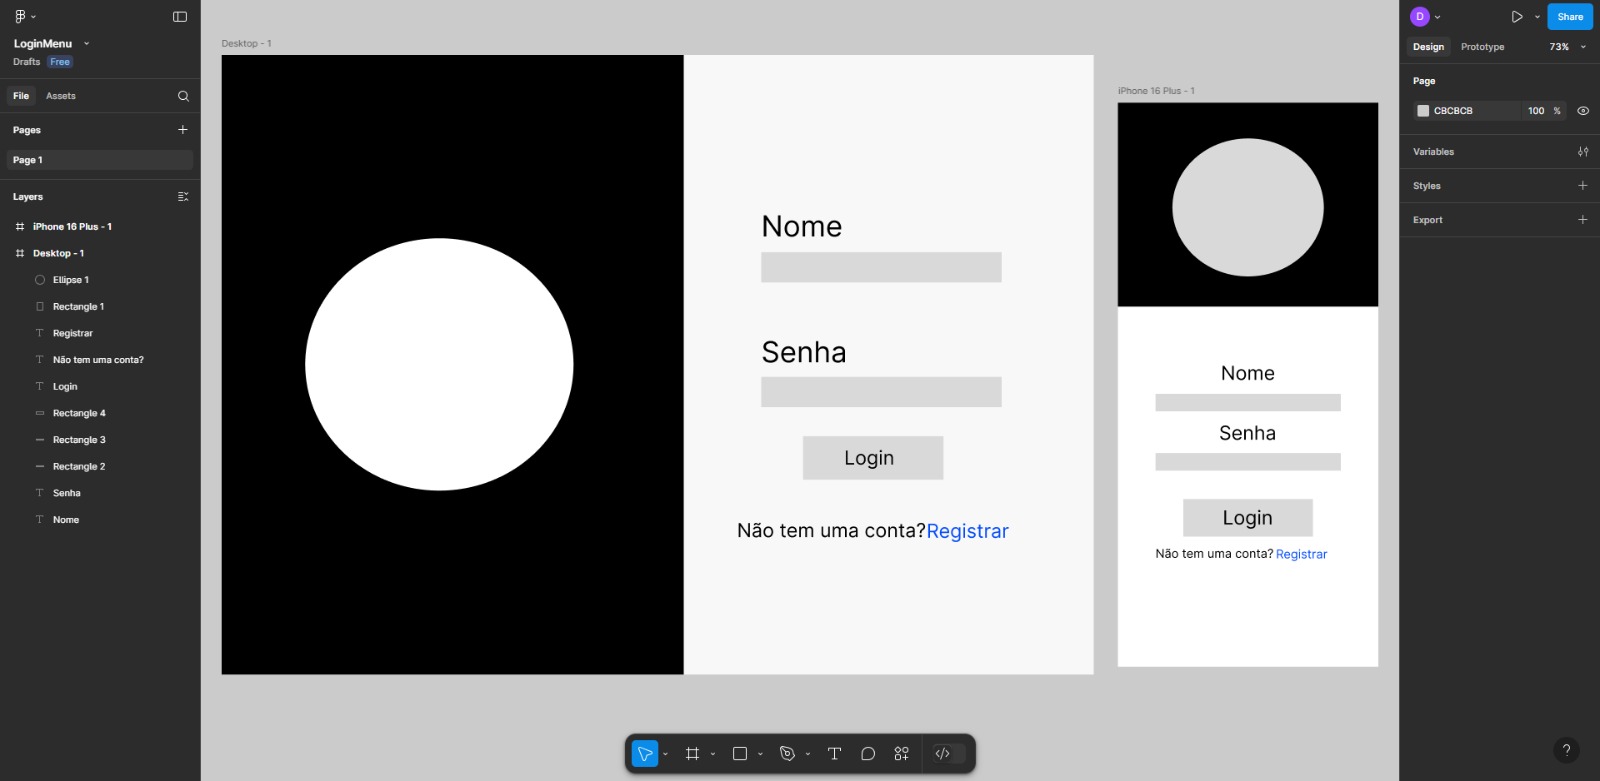 LoginMenu
Drafts Free
File Assets
Pages
Page 1
Layers
iPhone 16 Plus - 1
Desktop - 1
Ellipse 1
Rectangle 1
Registrar
Não tem uma conta?
Login
Rectangle 4
Rectangle 3
Rectangle 2
Senha
Nome
Desktop - 1
Nome
Senha
Login
Não tem uma conta?Registrar
iPhone 16 Plus - 1
Nome
Senha
Login
Não tem uma conta? Registrar
D
Share
Design Prototype 73%
Page
CBCBCB 100 %
Variables
Styles
Export
?